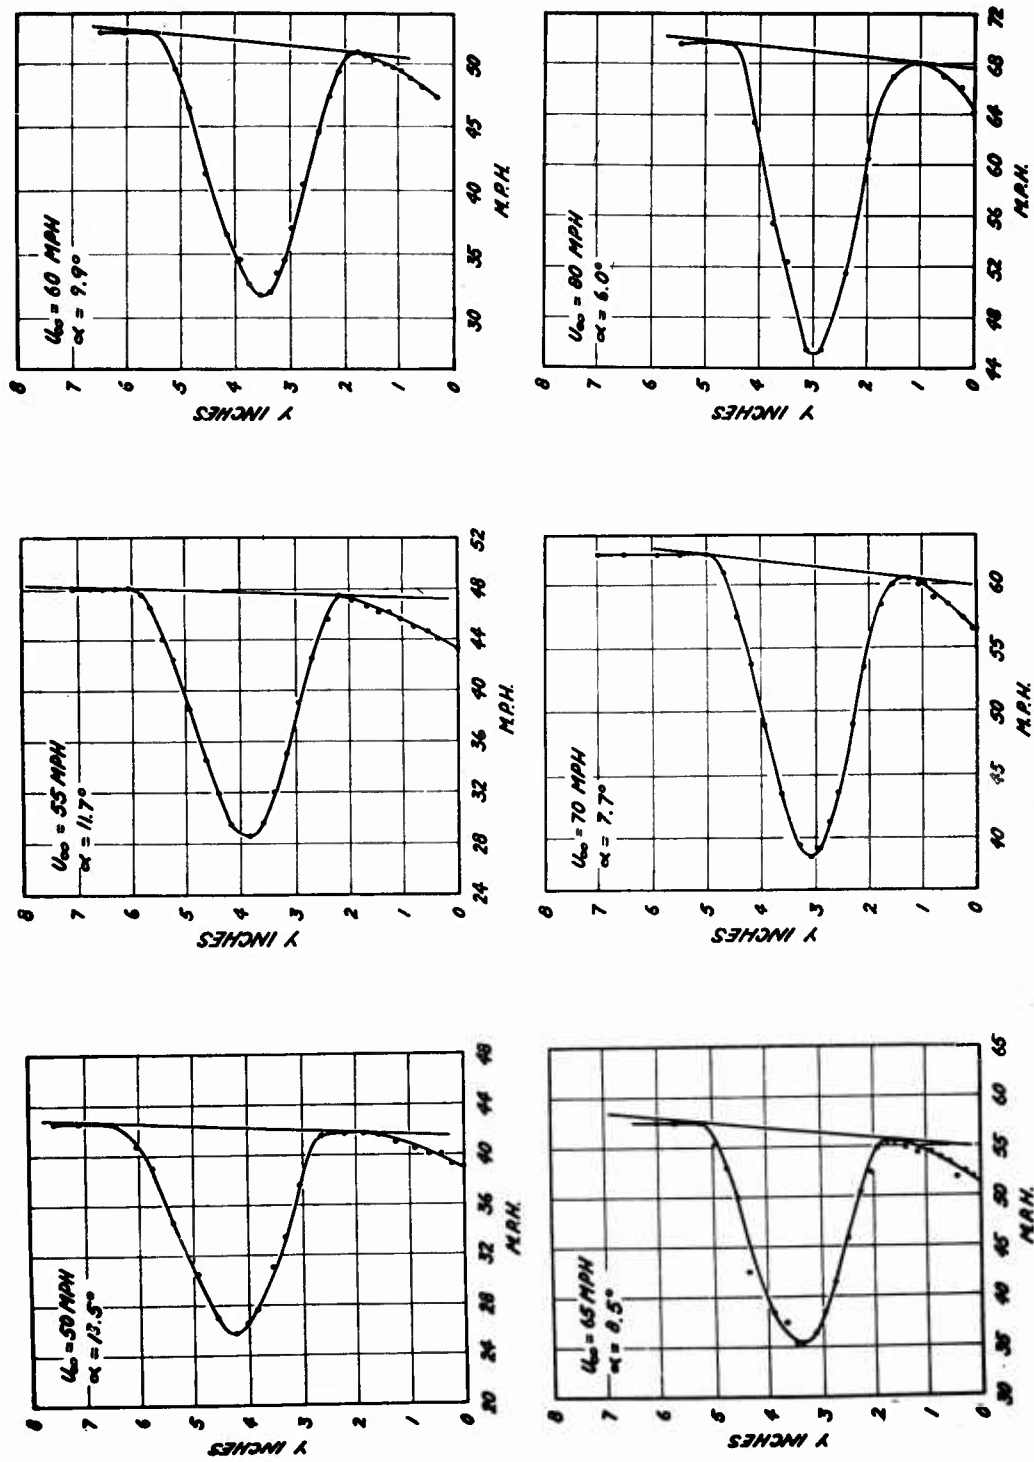 U∞=50 MPH
α = 13.5°
8
7
6
5
4
3
2
1
0
Y INCHES
20 24 28 32 36 40 44 48
M.P.H.
U∞ = 55 MPH
α = 11.7°
8
7
6
5
4
3
2
1
0
Y INCHES
24 28 32 36 40 44 48 52
M.P.H.
U∞ = 60 MPH
α = 9.9°
8
7
6
5
4
3
2
1
0
Y INCHES
30 35 40 45 50
M.P.H.
U∞=65 MPH
α = 8.5°
8
7
6
5
4
3
2
1
0
Y INCHES
30 35 40 45 50 55 60 65
M.P.H.
U∞ = 70 MPH
α = 7.7°
8
7
6
5
4
3
2
1
0
Y INCHES
40 45 50 55 60
M.P.H.
U∞ = 80 MPH
α = 6.0°
8
7
6
5
4
3
2
1
0
Y INCHES
44 48 52 56 60 64 68 72
M.P.H.